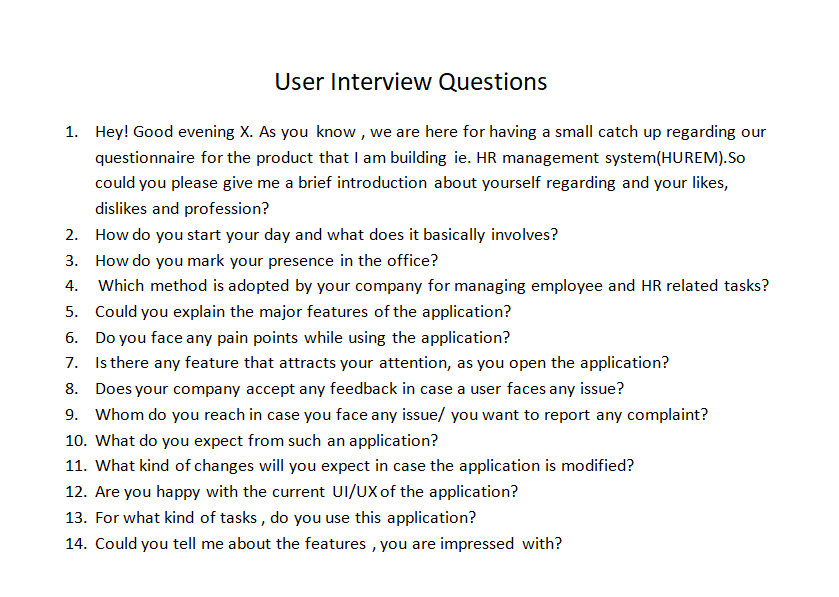 User Interview Questions
1. Hey! Good evening X. As you know , we are here for having a small catch up regarding our
questionnaire for the product that I am building ie. HR management system(HUREM).So
could you please give me a brief introduction about yourself regarding and your likes,
dislikes and profession?
2. How do you start your day and what does it basically involves?
3. How do you mark your presence in the office?
4. Which method is adopted by your company for managing employee and HR related tasks?
5. Could you explain the major features of the application?
6. Do you face any pain points while using the application?
7. Is there any feature that attracts your attention, as you open the application?
8. Does your company accept any feedback in case a user faces any issue?
9. Whom do you reach in case you face any issue/ you want to report any complaint?
10. What do you expect from such an application?
11. What kind of changes will you expect in case the application is modified?
12. Are you happy with the current UI/UX of the application?
13. For what kind of tasks , do you use this application?
14. Could you tell me about the features , you are impressed with?